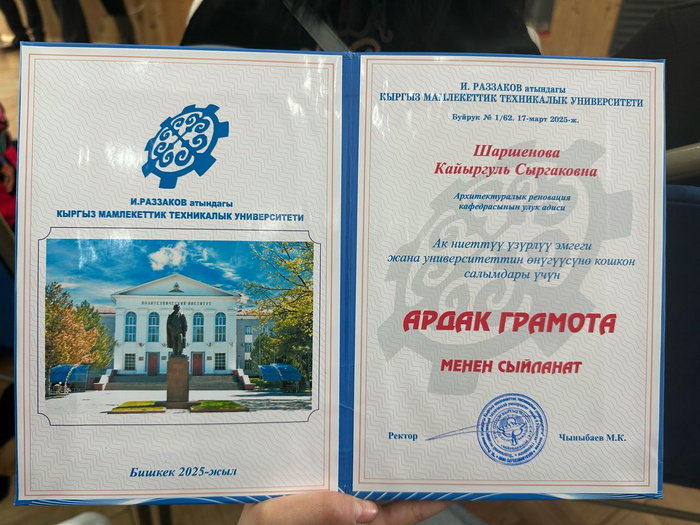 И.РАЗЗАКОВ атындагы
КЫРГЫЗ МАМЛЕКЕТТИК ТЕХНИКАЛЫК УНИВЕРСИТЕТИ
ПОЛИТЕХНИЧЕСКИЙ ИНСТИТУТ
Бишкек 2025-жыл
И. РАЗЗАКОВ атындагы
КЫРГЫЗ МАМЛЕКЕТТИК ТЕХНИКАЛЫК УНИВЕРСИТЕТИ
Буйрук № 1/62. 17-март 2025-ж.
Шаршенова
Кайыргуль Сыргаковна
Архитектуралык реновация
кафедрасынын улук адиси
Ак ниеттүү үзүрлүү эмгеги
жана университеттин өнүгүүсүнө кошкон
салымдары үчүн
АРДАК ГРАМОТА
МЕНЕН СЫЙЛАНАТ
Ректор
Чыныбаев М.К.